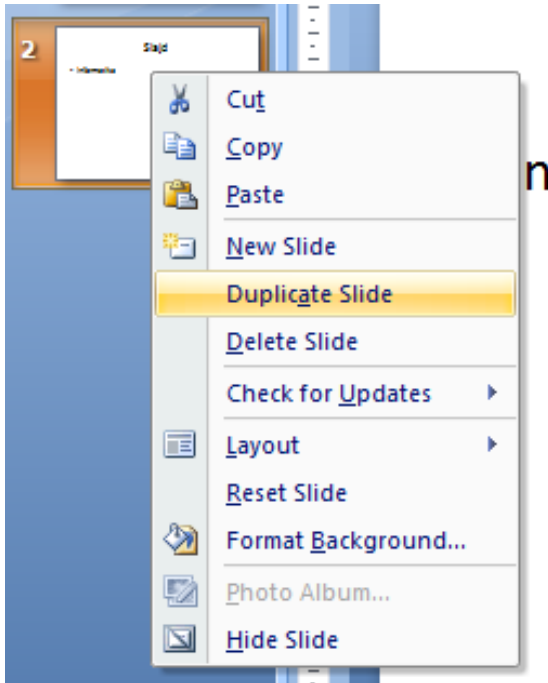 2
Slajd
Cut
Copy
n
Paste
New Slide
Duplicate Slide
Delete Slide
Check for Updates
Layout
Reset Slide
Format Background...
Photo Album...
Hide Slide